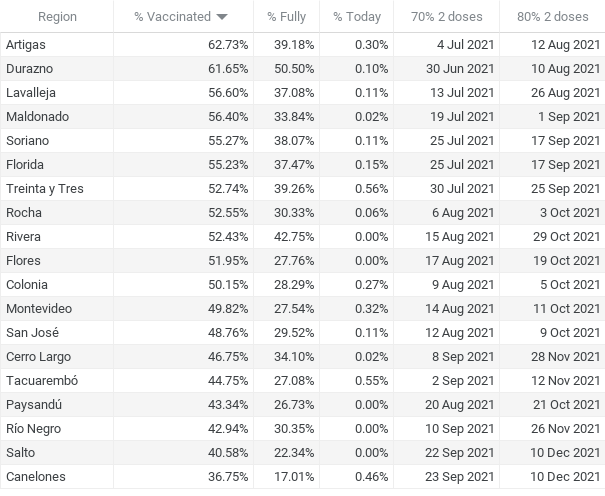 Region % Vaccinated % Fully % Today 70% 2 doses 80% 2 doses
Artigas 62.73% 39.18% 0.30% 4 Jul 2021 12 Aug 2021
Durazno 61.65% 50.50% 0.10% 30 Jun 2021 10 Aug 2021
Lavalleja 56.60% 37.08% 0.11% 13 Jul 2021 26 Aug 2021
Maldonado 56.40% 33.84% 0.02% 19 Jul 2021 1 Sep 2021
Soriano 55.27% 38.07% 0.11% 25 Jul 2021 17 Sep 2021
Florida 55.23% 37.47% 0.15% 25 Jul 2021 17 Sep 2021
Treinta y Tres 52.74% 39.26% 0.56% 30 Jul 2021 25 Sep 2021
Rocha 52.55% 30.33% 0.06% 6 Aug 2021 3 Oct 2021
Rivera 52.43% 42.75% 0.00% 15 Aug 2021 29 Oct 2021
Flores 51.95% 27.76% 0.00% 17 Aug 2021 19 Oct 2021
Colonia 50.15% 28.29% 0.27% 9 Aug 2021 5 Oct 2021
Montevideo 49.82% 27.54% 0.32% 14 Aug 2021 11 Oct 2021
San José 48.76% 29.52% 0.11% 12 Aug 2021 9 Oct 2021
Cerro Largo 46.75% 34.10% 0.02% 8 Sep 2021 28 Nov 2021
Tacuarembó 44.75% 27.08% 0.55% 2 Sep 2021 12 Nov 2021
Paysandú 43.34% 26.73% 0.00% 20 Aug 2021 21 Oct 2021
Río Negro 42.94% 30.35% 0.00% 10 Sep 2021 26 Nov 2021
Salto 40.58% 22.34% 0.00% 22 Sep 2021 10 Dec 2021
Canelones 36.75% 17.01% 0.46% 23 Sep 2021 10 Dec 2021